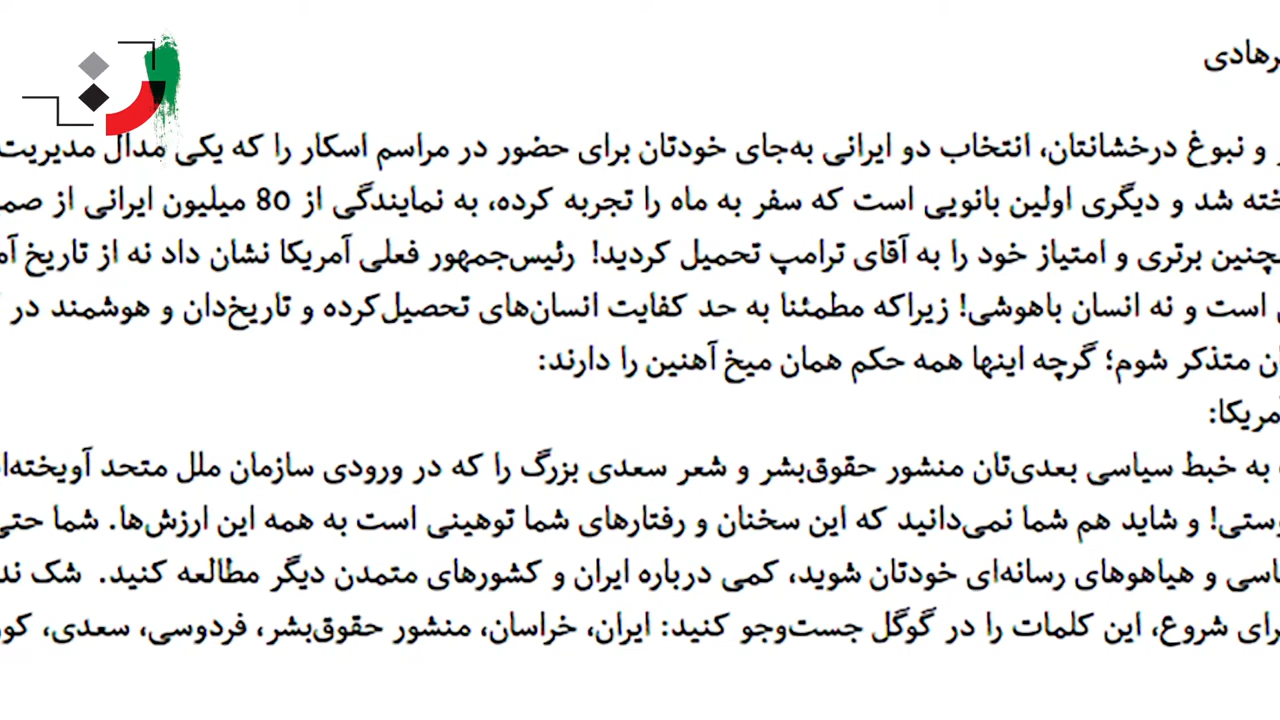 رهادی
و نبوغ درخشانتان، انتخاب دو ایرانی به‌جای خودتان برای حضور در مراسم اسکار را که یکی مدال مدیریت
خته شد و دیگری اولین بانویی است که سفر به ماه را تجربه کرده، به نمایندگی از 80 میلیون ایرانی از صم
چنین برتری و امتیاز خود را به آقای ترامپ تحمیل کردید! رئیس‌جمهور فعلی آمریکا نشان داد نه از تاریخ آم
است و نه انسان باهوشی! زیراکه مطمئنا به حد کفایت انسان‌های تحصیل‌کرده و تاریخ‌دان و هوشمند در
ن متذکر شوم؛ گرچه اینها همه حکم همان میخ آهنین را دارند:
مریکا:
به خبط سیاسی بعدی‌تان منشور حقوق‌بشر و شعر سعدی بزرگ را که در ورودی سازمان ملل متحد آویخته‌ا
وستی! و شاید هم شما نمی‌دانید که این سخنان و رفتارهای شما توهینی است به همه این ارزش‌ها. شما حتی
اسی و هیاهوهای رسانه‌ای خودتان شوید، کمی درباره ایران و کشورهای متمدن دیگر مطالعه کنید. شک ند
رای شروع، این کلمات را در گوگل جست‌وجو کنید: ایران، خراسان، منشور حقوق‌بشر، فردوسی، سعدی، کو